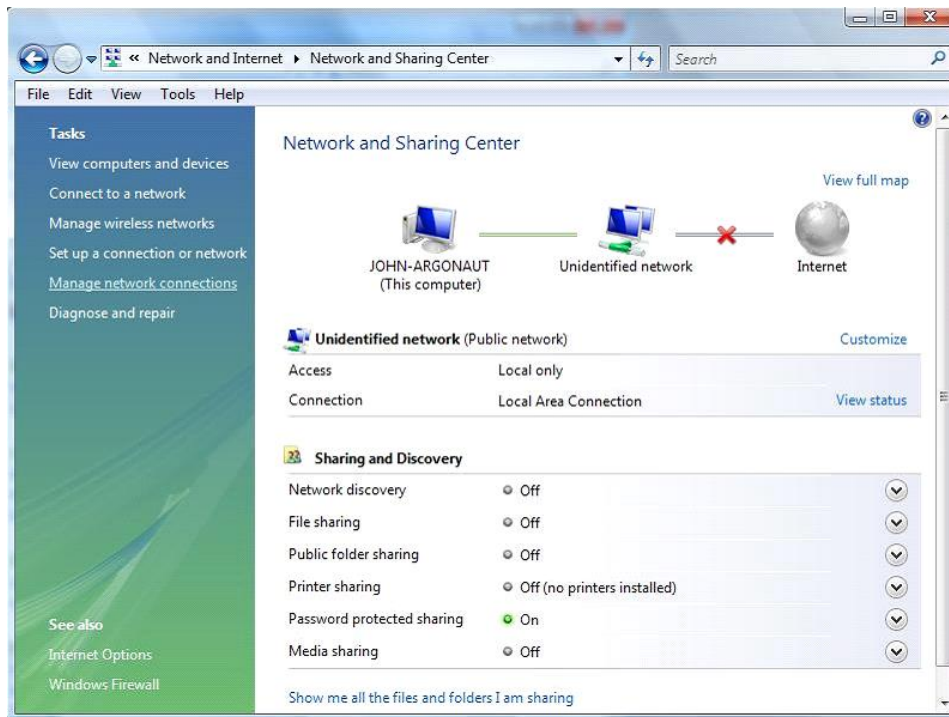 « Network and Internet ▸ Network and Sharing Center
Search
File Edit View Tools Help
Tasks
View computers and devices
Connect to a network
Manage wireless networks
Set up a connection or network
Manage network connections
Diagnose and repair
See also
Internet Options
Windows Firewall
Network and Sharing Center
View full map
JOHN-ARGONAUT
(This computer)
Unidentified network
Internet
Unidentified network (Public network) Customize
Access Local only
Connection Local Area Connection View status
Sharing and Discovery
Network discovery Off
File sharing Off
Public folder sharing Off
Printer sharing Off (no printers installed)
Password protected sharing On
Media sharing Off
Show me all the files and folders I am sharing